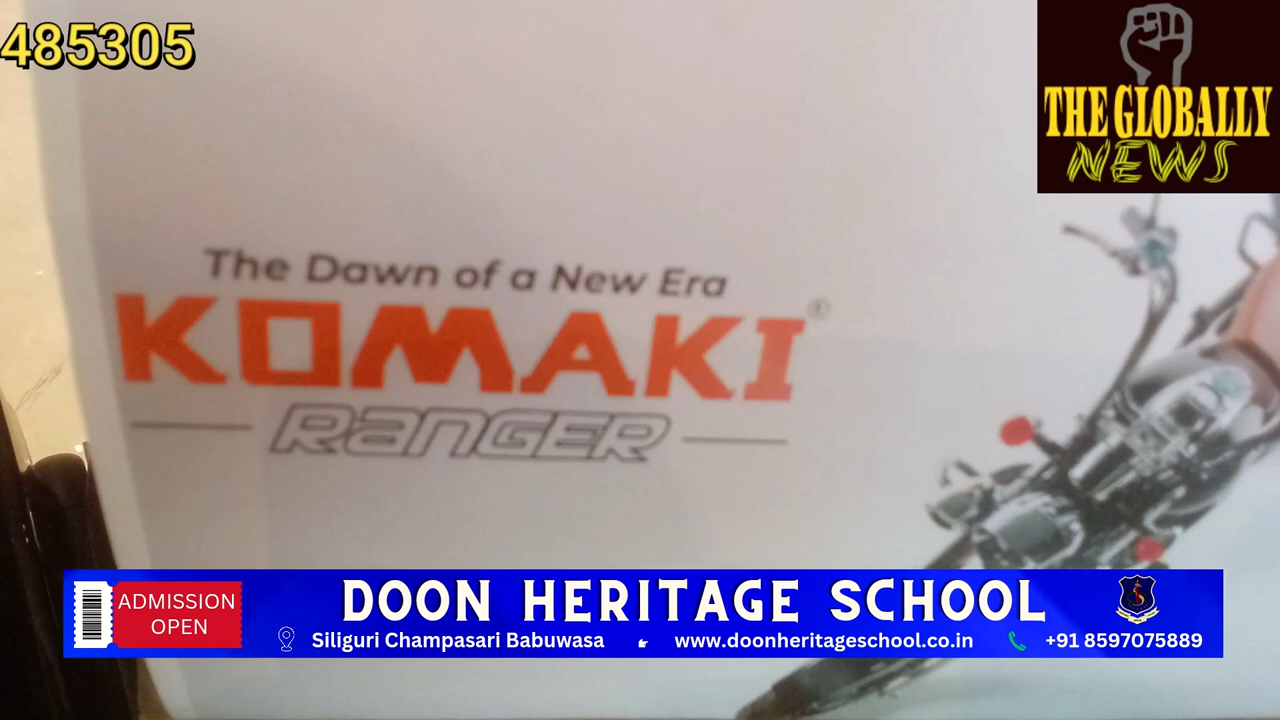 485305
THE GLOBALLY
NEWS
The Dawn of a New Era
KOMAKI®
RANGER
ADMISSION
OPEN
DOON HERITAGE SCHOOL
Siliguri Champasari Babuwasa
www.doonheritageschool.co.in
+91 8597075889